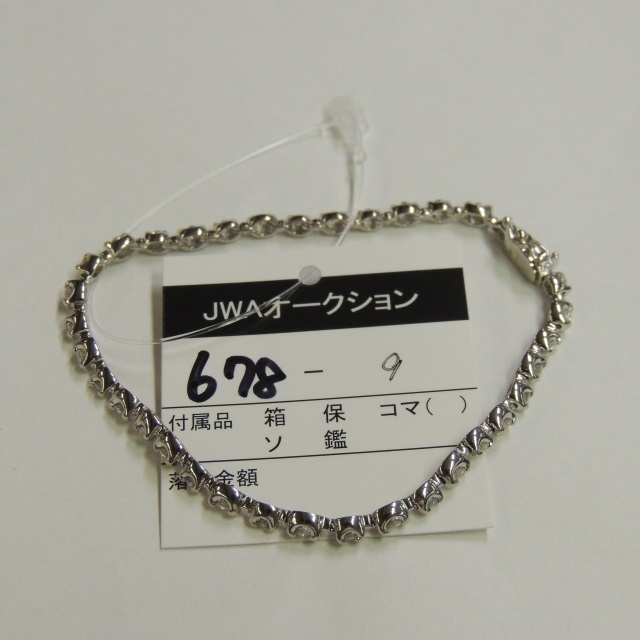 JWAオークション
678 - 9
付属品 箱 保 コマ( )
ソ 鑑
落 金額